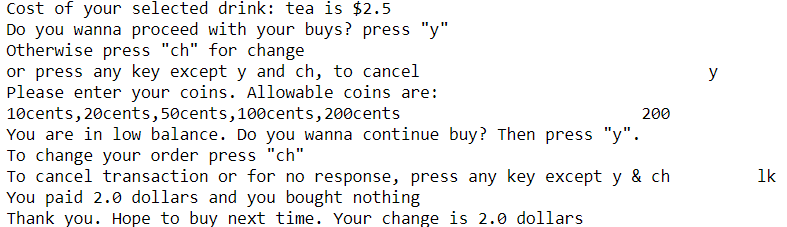 Cost of your selected drink: tea is $2.5
Do you wanna proceed with your buys? press "y"
Otherwise press "ch" for change
or press any key except y and ch, to cancel y
Please enter your coins. Allowable coins are:
10cents,20cents,50cents,100cents,200cents 200
You are in low balance. Do you wanna continue buy? Then press "y".
To change your order press "ch"
To cancel transaction or for no response, press any key except y & ch lk
You paid 2.0 dollars and you bought nothing
Thank you. Hope to buy next time. Your change is 2.0 dollars